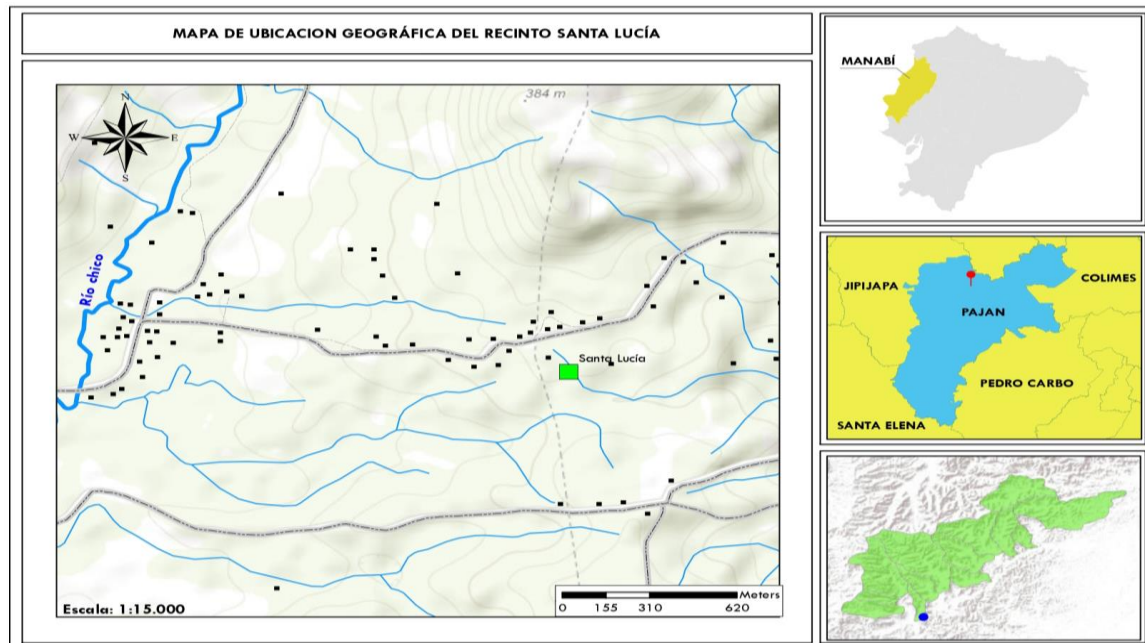 MAPA DE UBICACION GEOGRÁFICA DEL RECINTO SANTA LUCÍA
384 m
N
W E
S
Río chico
Santa Lucía
Escala: 1:15.000
Meters
0 155 310 620
MANABÍ
JIPIJAPA
COLIMES
PAJAN
PEDRO CARBO
SANTA ELENA